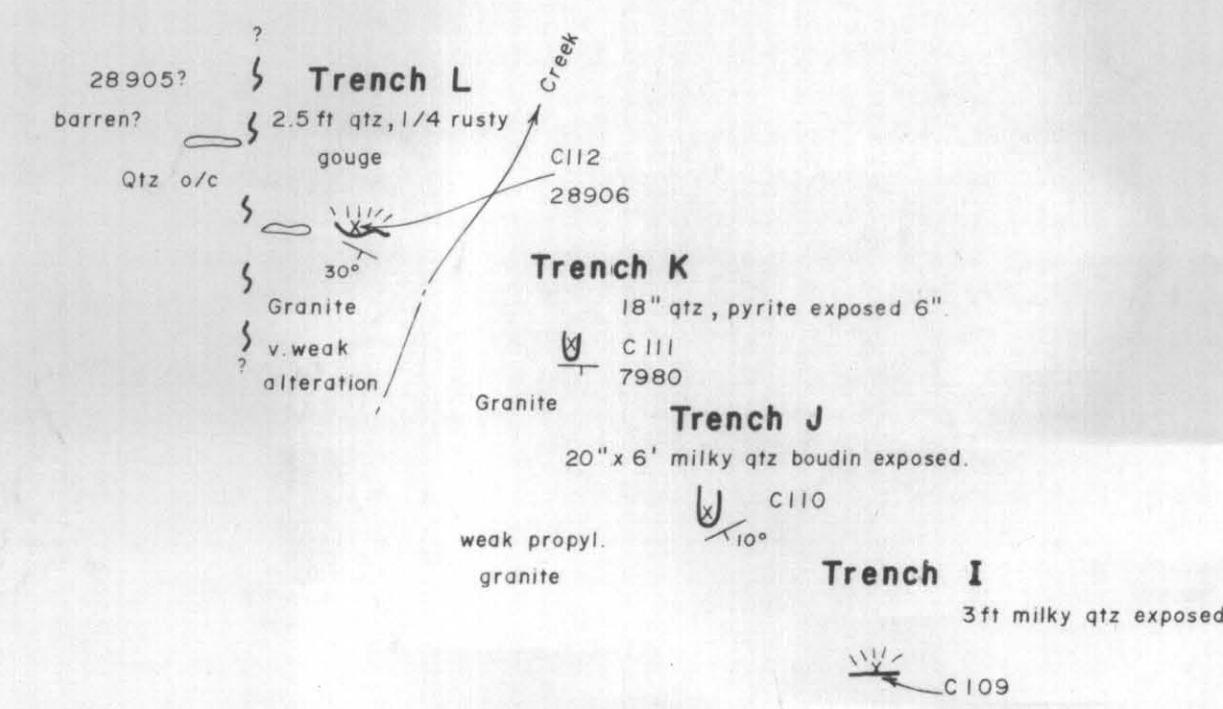 ?
28905?
Trench L
Creek
barren?
2.5 ft qtz, 1/4 rusty
gouge
Qtz o/c
C112
28906
30°
Granite
v. weak
?
alteration
Trench K
18" qtz, pyrite exposed 6".
C111
7980
Granite
Trench J
20" x 6' milky qtz boudin exposed.
C110
10°
weak propyl.
granite
Trench I
3 ft milky qtz exposed
C109